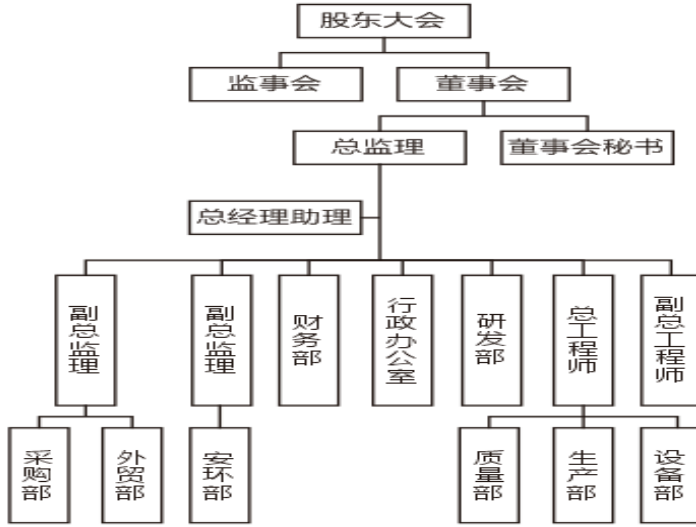 股东大会
监事会
董事会
总监理
董事会秘书
总经理助理
副总监理
副总监理
财务部
行政办公室
研发部
总工程师
副总工程师
采购部
外贸部
安环部
质量部
生产部
设备部